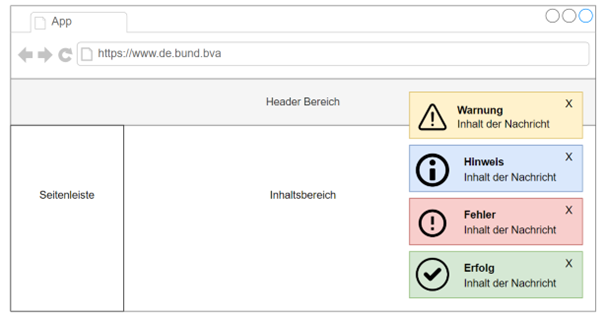 App
https://www.de.bund.bva
Header Bereich
Warnung
X
Inhalt der Nachricht
Hinweis
X
Inhalt der Nachricht
Seitenleiste
Inhaltsbereich
Fehler
X
Inhalt der Nachricht
Erfolg
X
Inhalt der Nachricht